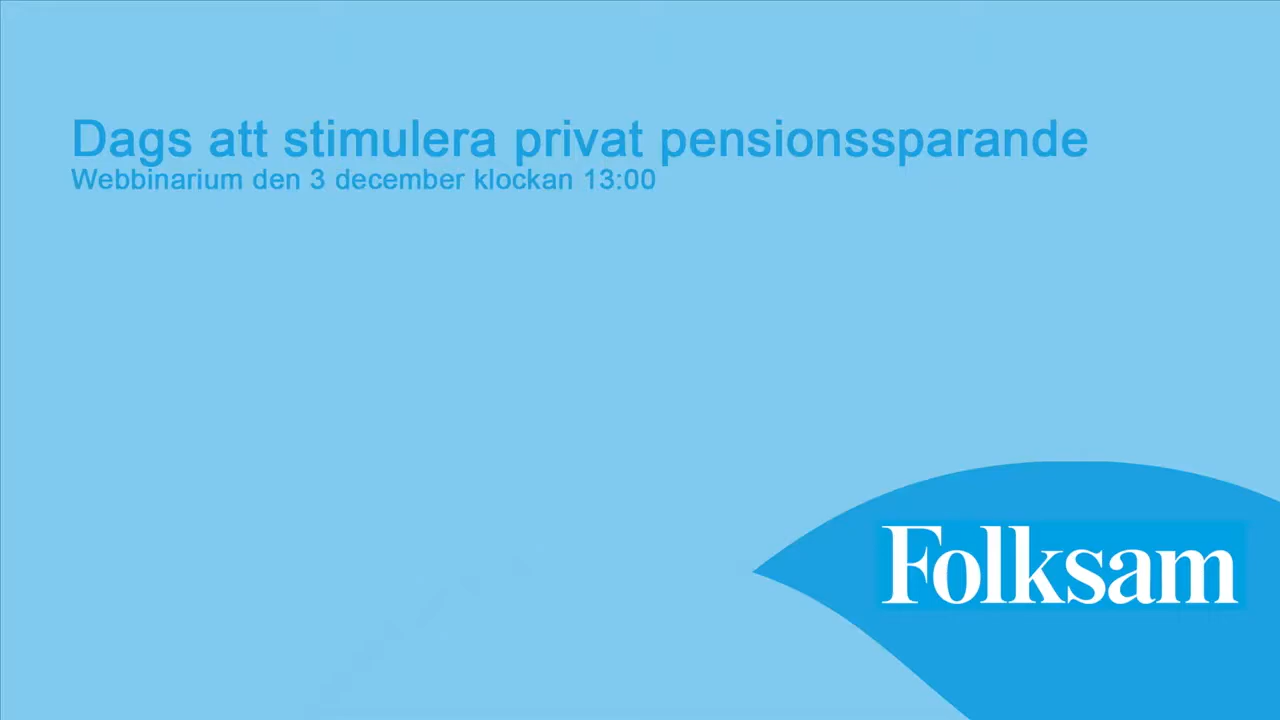 Dags att stimulera privat pensionssparande
Webbinarium den 3 december klockan 13:00
Folksam